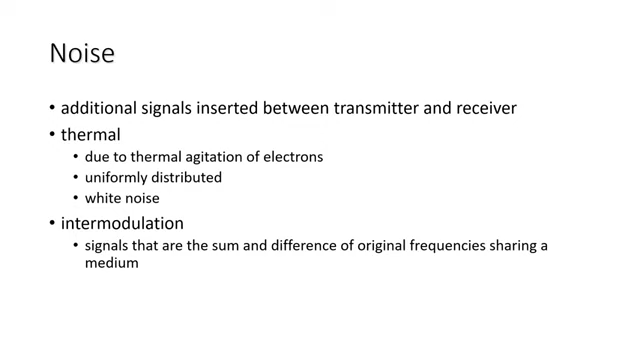 Noise
• additional signals inserted between transmitter and receiver
• thermal
• due to thermal agitation of electrons
• uniformly distributed
• white noise
• intermodulation
• signals that are the sum and difference of original frequencies sharing a
medium